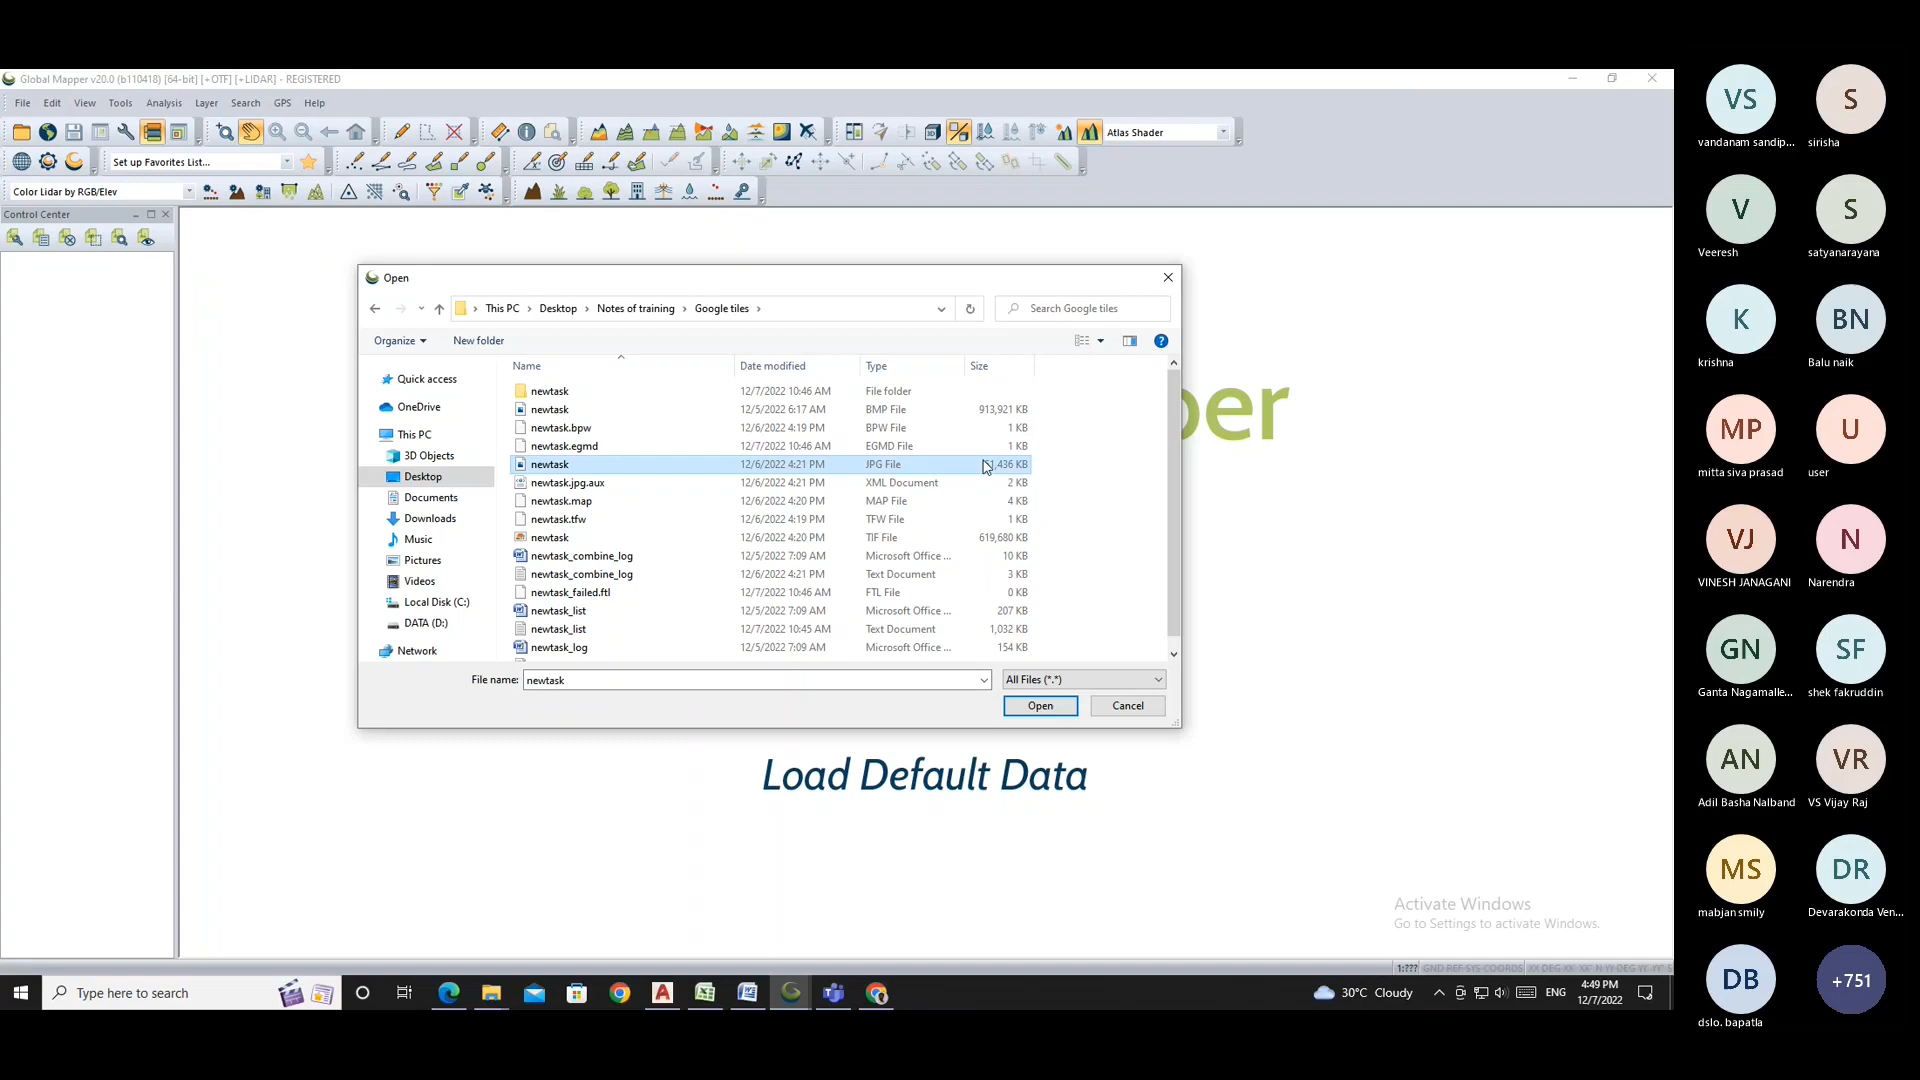 Global Mapper v20.0 (b110418) [64-bit] [+OTF] [+LIDAR] - REGISTERED
File Edit View Tools Analysis Layer Search GPS Help
Atlas Shader
Set up Favorites List...
Color Lidar by RGB/Elev
Control Center
Open
This PC > Desktop > Notes of training > Google tiles >
Search Google tiles
Organize New folder
Name Date modified Type Size
Quick access
OneDrive
This PC
3D Objects
Desktop
Documents
Downloads
Music
Pictures
Videos
Local Disk (C:)
DATA (D:)
Network
newtask 12/7/2022 10:46 AM File folder
newtask 12/5/2022 6:17 AM BMP File 913,921 KB
newtask.bpw 12/6/2022 4:19 PM BPW File 1 KB
newtask.egmd 12/7/2022 10:46 AM EGMD File 1 KB
newtask 12/6/2022 4:21 PM JPG File ,436 KB
newtask.jpg.aux 12/6/2022 4:21 PM XML Document 2 KB
newtask.map 12/6/2022 4:20 PM MAP File 4 KB
newtask.tfw 12/6/2022 4:19 PM TFW File 1 KB
newtask 12/6/2022 4:20 PM TIF File 619,680 KB
newtask_combine_log 12/5/2022 7:09 AM Microsoft Office ... 10 KB
newtask_combine_log 12/6/2022 4:21 PM Text Document 3 KB
newtask_failed.ftl 12/7/2022 10:46 AM FTL File 0 KB
newtask_list 12/5/2022 7:09 AM Microsoft Office ... 207 KB
newtask_list 12/7/2022 10:45 AM Text Document 1,032 KB
newtask_log 12/5/2022 7:09 AM Microsoft Office ... 154 KB
File name: newtask All Files (*.*)
Open Cancel
per
Load Default Data
Activate Windows
Go to Settings to activate Windows.
1:???
Type here to search
30°C Cloudy
ENG
4:49 PM
12/7/2022
VS S
vandanam sandip... sirisha
V S
Veeresh satyanarayana
K BN
krishna Balu naik
MP U
mitta siva prasad user
VJ N
VINESH JANAGANI Narendra
GN SF
Ganta Nagamalle... shek fakruddin
AN VR
Adil Basha Nalband VS Vijay Raj
MS DR
mabjan smily Devarakonda Ven...
DB +751
dslo. bapatla